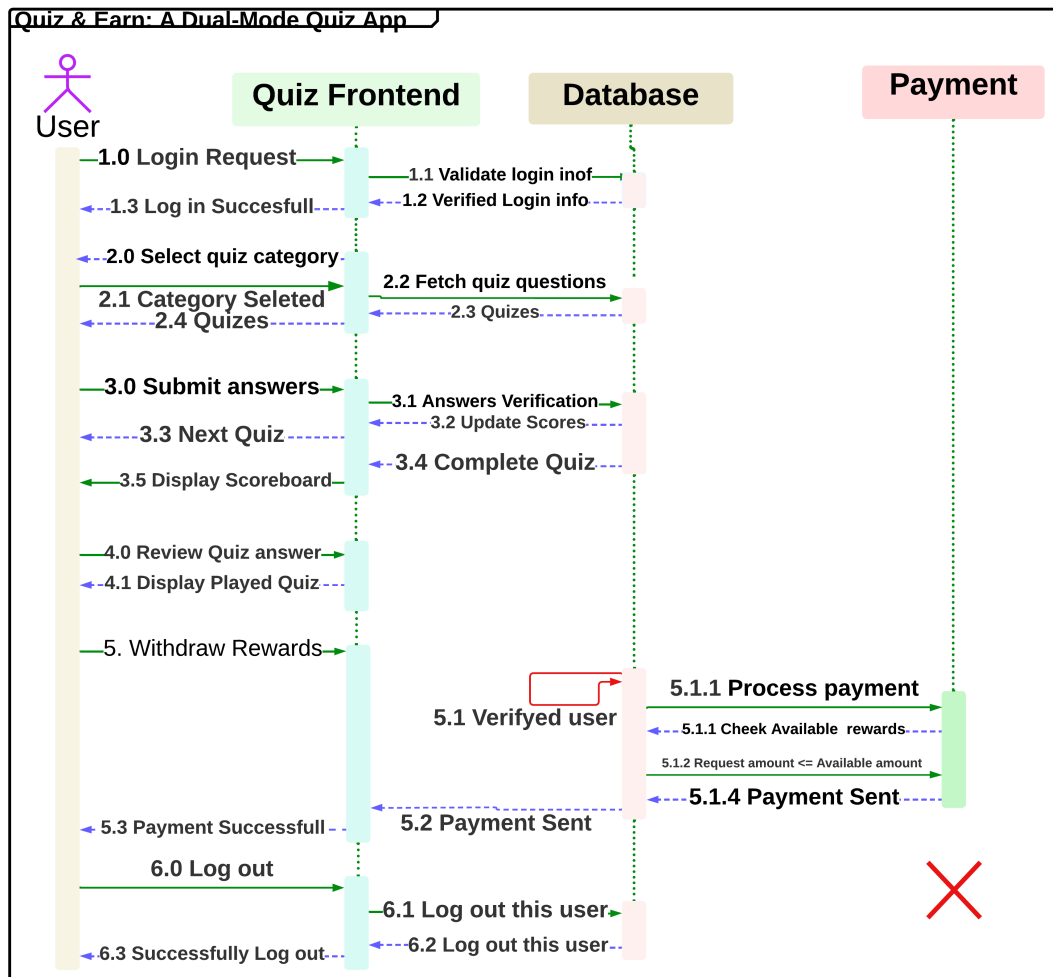 Quiz & Earn: A Dual-Mode Quiz App
User
Quiz Frontend
Database
Payment
1.0 Login Request
1.1 Validate login inof
1.2 Verified Login info
1.3 Log in Succesfull
2.0 Select quiz category
2.1 Category Seleted
2.2 Fetch quiz questions
2.3 Quizes
2.4 Quizes
3.0 Submit answers
3.1 Answers Verification
3.2 Update Scores
3.3 Next Quiz
3.4 Complete Quiz
3.5 Display Scoreboard
4.0 Review Quiz answer
4.1 Display Played Quiz
5. Withdraw Rewards
5.1 Verifyed user
5.1.1 Process payment
5.1.1 Cheek Available rewards
5.1.2 Request amount <= Available amount
5.1.4 Payment Sent
5.2 Payment Sent
5.3 Payment Successfull
6.0 Log out
6.1 Log out this user
6.2 Log out this user
6.3 Successfully Log out